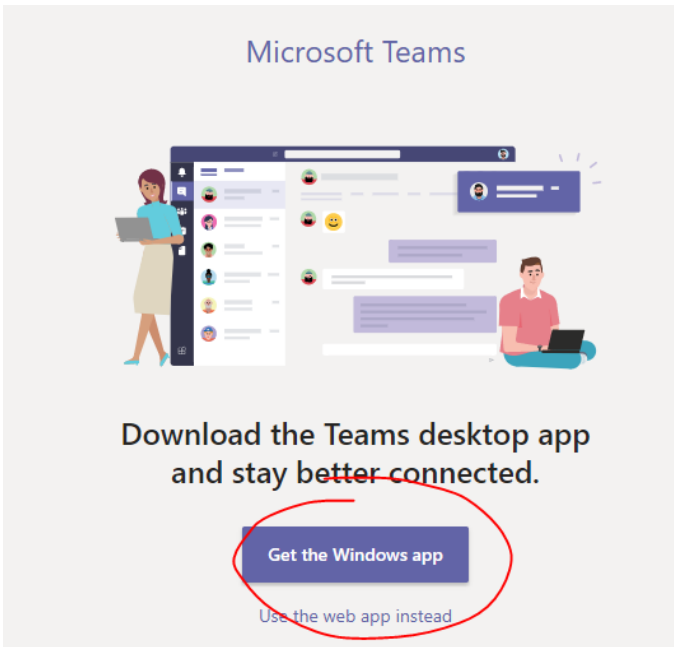 Microsoft Teams
Download the Teams desktop app
and stay better connected.
Get the Windows app
Use the web app instead